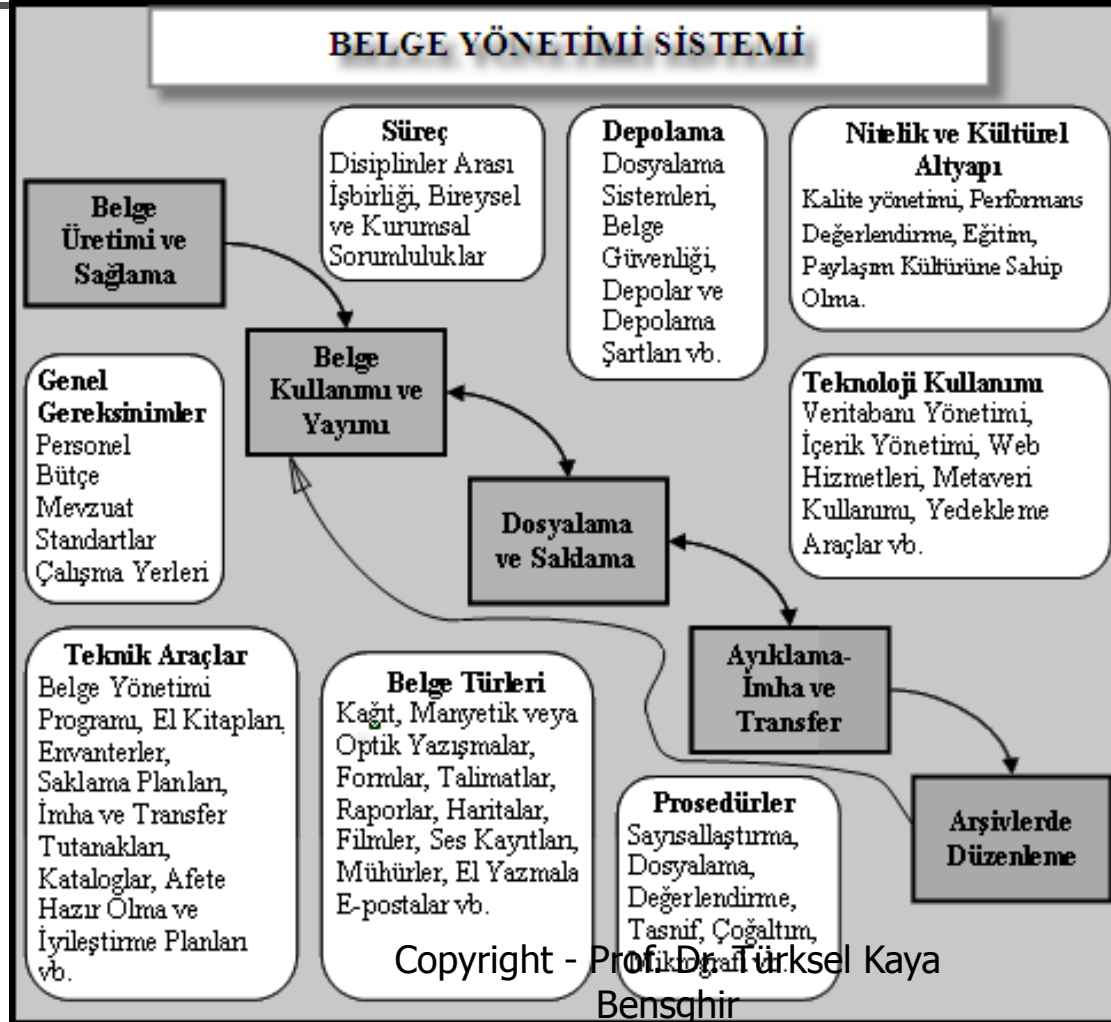 BELGE YÖNETİMİ SİSTEMİ
Belge
Üretimi ve
Sağlama
Süreç
Disiplinler Arası
İşbirliği, Bireysel
ve Kurumsal
Sorumluluklar
Depolama
Dosyalama
Sistemleri,
Belge
Güvenliği,
Depolar ve
Depolama
Şartları vb.
Nitelik ve Kültürel
Altyapı
Kalite yönetimi, Performans
Değerlendirme, Eğitim,
Paylaşım Kültürüne Sahip
Olma.
Belge
Kullanımı ve
Yayımı
Genel
Gereksinimler
Personel
Bütçe
Mevzuat
Standartlar
Çalışma Yerleri
Teknoloji Kullanımı
Veritabanı Yönetimi,
İçerik Yönetimi, Web
Hizmetleri, Metaveri
Kullanımı, Yedekleme
Araçlar vb.
Dosyalama
ve Saklama
Ayıklama-
İmha ve
Transfer
Arşivlerde
Düzenleme
Teknik Araçlar
Belge Yönetimi
Programı, El Kitapları,
Envanterler,
Saklama Planları,
İmha ve Transfer
Tutanakları,
Kataloglar, Afete
Hazır Olma ve
İyileştirme Planları
vb.
Belge Türleri
Kağıt, Manyetik veya
Optik Yazışmalar,
Formlar, Talimatlar,
Raporlar, Haritalar,
Filmler, Ses Kayıtları,
Mühürler, El Yazmala
E-postalar vb.
Prosedürler
Sayısallaştırma,
Dosyalama,
Değerlendirme,
Tasnif, Çoğaltım,
Mikrografi vb.
Copyright - Prof. Dr. Türksel Kaya
Bensghir